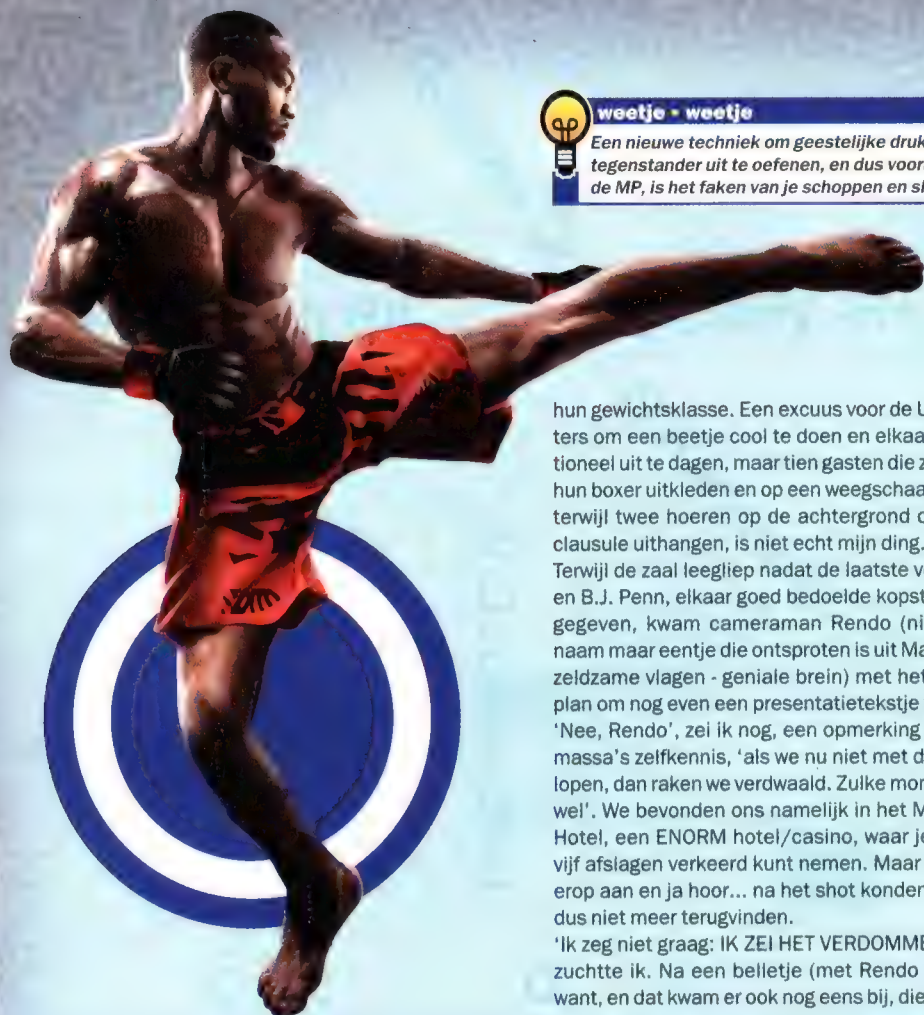 weetje - weetje
Een nieuwe techniek om geestelijke druk
tegenstander uit te oefenen, en dus voor
de MP, is het faken van je schoppen en
hun gewichtsklasse. Een excuus voor de
ters om een beetje cool te doen en elkaa
tioneel uit te dagen, maar tien gasten die
hun boxer uitkleden en op een weegschaa
terwijl twee hoeren op de achtergrond
clausule uithangen, is niet echt mijn ding.
Terwijl de zaal leegliep nadat de laatste
en B.J. Penn, elkaar goed bedoelde kopst
gegeven, kwam cameraman Rendo (ni
naam maar eentje die ontsproten is uit Ma
zeldzame vlagen - geniale brein) met het
plan om nog even een presentatietekstje
'Nee, Rendo', zei ik nog, een opmerking
massa's zelfkennis, 'als we nu niet met d
lopen, dan raken we verdwaald. Zulke mor
wel'. We bevonden ons namelijk in het M
Hotel, een ENORM hotel/casino, waar je
vijf afslagen verkeerd kunt nemen. Maar
erop aan en ja hoor... na het shot konder
dus niet meer terugvinden.
'Ik zeg niet graag: IK ZEI HET VERDOMME
zuchtte ik. Na een belletje (met Rendo
want, en dat kwam er ook nog eens bij, die